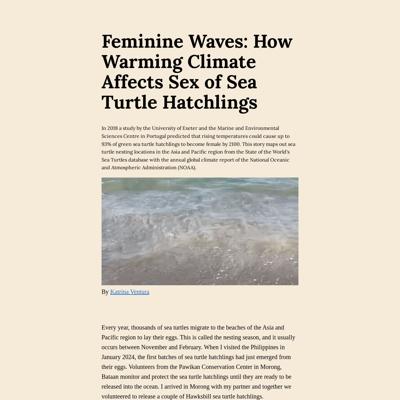 Feminine Waves: How
Warming Climate
Affects Sex of Sea
Turtle Hatchlings
In 2018 a study by the University of Exeter and the Marine and Environmental
Sciences Centre in Portugal predicted that rising temperatures could cause up to
93% of green sea turtle hatchlings to become female by 2100. This story maps out sea
turtle nesting locations in the Asia and Pacific region from the State of the World's
Sea Turtles database with the annual global climate report of the National Oceanic
and Atmospheric Administration (NOAA).
By Katrina Ventura
Every year, thousands of sea turtles migrate to the beaches of the Asia and
Pacific region to lay their eggs. This is called the nesting season, and it usually
occurs between November and February. When I visited the Philippines in
January 2024, the first batches of sea turtle hatchlings had just emerged from
their eggs. Volunteers from the Pawikan Conservation Center in Morong,
Bataan monitor and protect the sea turtle hatchlings until they are ready to be
released into the ocean. I arrived in Morong with my partner and together we
volunteered to release a couple of Hawksbill sea turtle hatchlings.